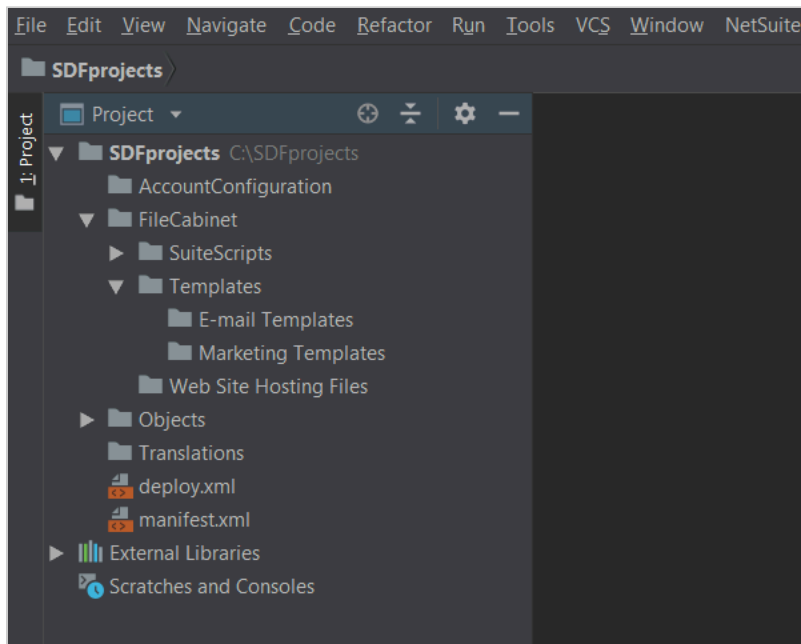 File Edit View Navigate Code Refactor Run Tools VCS Window NetSuite
SDFprojects
1: Project
Project
SDFprojects C:\SDFprojects
AccountConfiguration
FileCabinet
SuiteScripts
Templates
E-mail Templates
Marketing Templates
Web Site Hosting Files
Objects
Translations
deploy.xml
manifest.xml
External Libraries
Scratches and Consoles